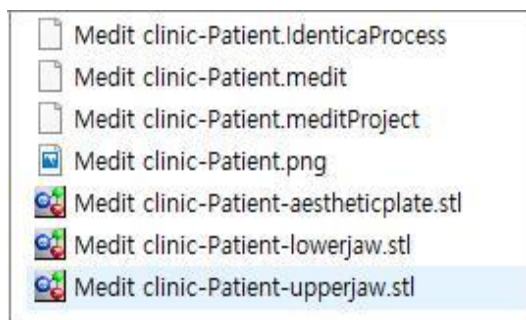 Medit clinic-Patient.IdenticaProcess
Medit clinic-Patient.medit
Medit clinic-Patient.meditProject
Medit clinic-Patient.png
Medit clinic-Patient-aestheticplate.stl
Medit clinic-Patient-lowerjaw.stl
Medit clinic-Patient-upperjaw.stl